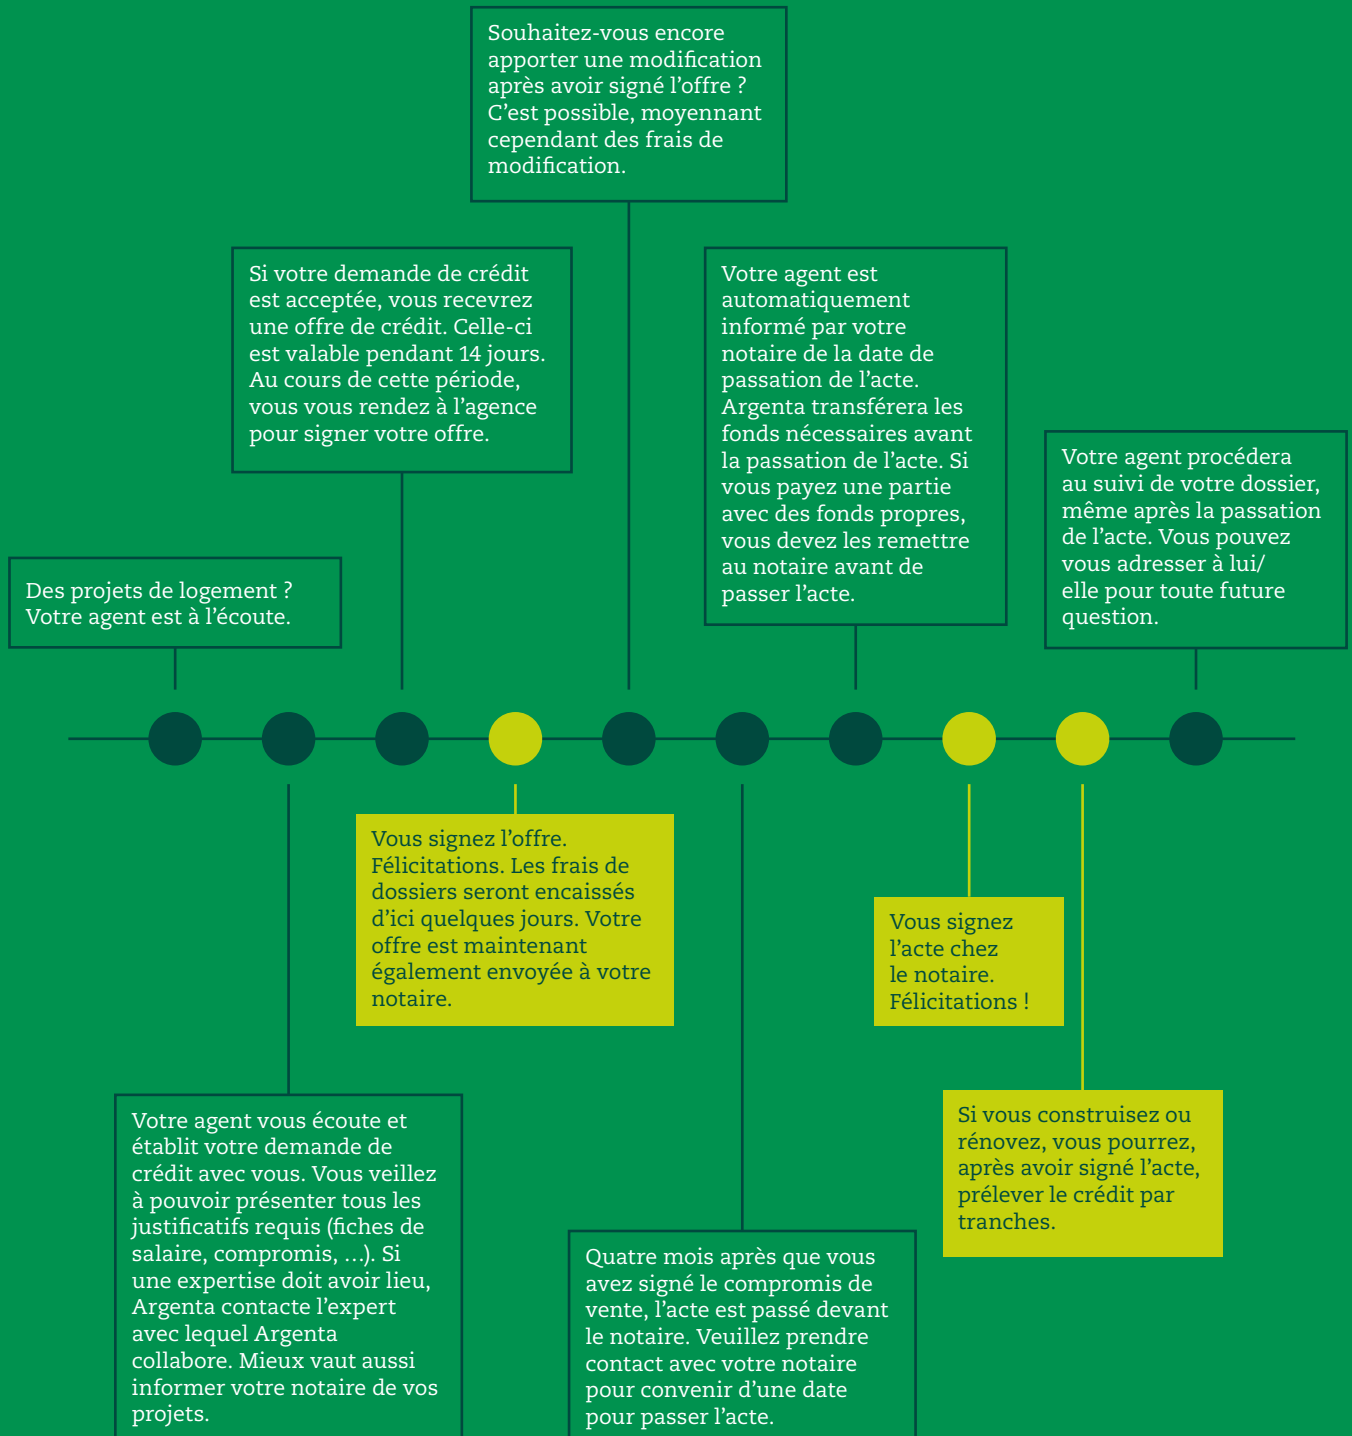 Des projets de logement ?
Votre agent est à l’écoute.
Votre agent vous écoute et
établit votre demande de
crédit avec vous. Vous veillez
à pouvoir présenter tous les
justificatifs requis (fiches de
salaire, compromis, …). Si
une expertise doit avoir lieu,
Argenta contacte l’expert
avec lequel Argenta
collabore. Mieux vaut aussi
informer votre notaire de vos
projets.
Si votre demande de crédit
est acceptée, vous recevrez
une offre de crédit. Celle-ci
est valable pendant 14 jours.
Au cours de cette période,
vous vous rendez à l’agence
pour signer votre offre.
Vous signez l’offre.
Félicitations. Les frais de
dossiers seront encaissés
d’ici quelques jours. Votre
offre est maintenant
également envoyée à votre
notaire.
Souhaitez-vous encore
apporter une modification
après avoir signé l’offre ?
C’est possible, moyennant
cependant des frais de
modification.
Quatre mois après que vous
avez signé le compromis de
vente, l’acte est passé devant
le notaire. Veuillez prendre
contact avec votre notaire
pour convenir d’une date
pour passer l’acte.
Votre agent est
automatiquement
informé par votre
notaire de la date de
passation de l’acte.
Argenta transférera les
fonds nécessaires avant
la passation de l’acte. Si
vous payez une partie
avec des fonds propres,
vous devez les remettre
au notaire avant de
passer l’acte.
Vous signez
l’acte chez
le notaire.
Félicitations !
Si vous construisez ou
rénovez, vous pourrez,
après avoir signé l’acte,
prélever le crédit par
tranches.
Votre agent procédera
au suivi de votre dossier,
même après la passation
de l’acte. Vous pouvez
vous adresser à lui/
elle pour toute future
question.